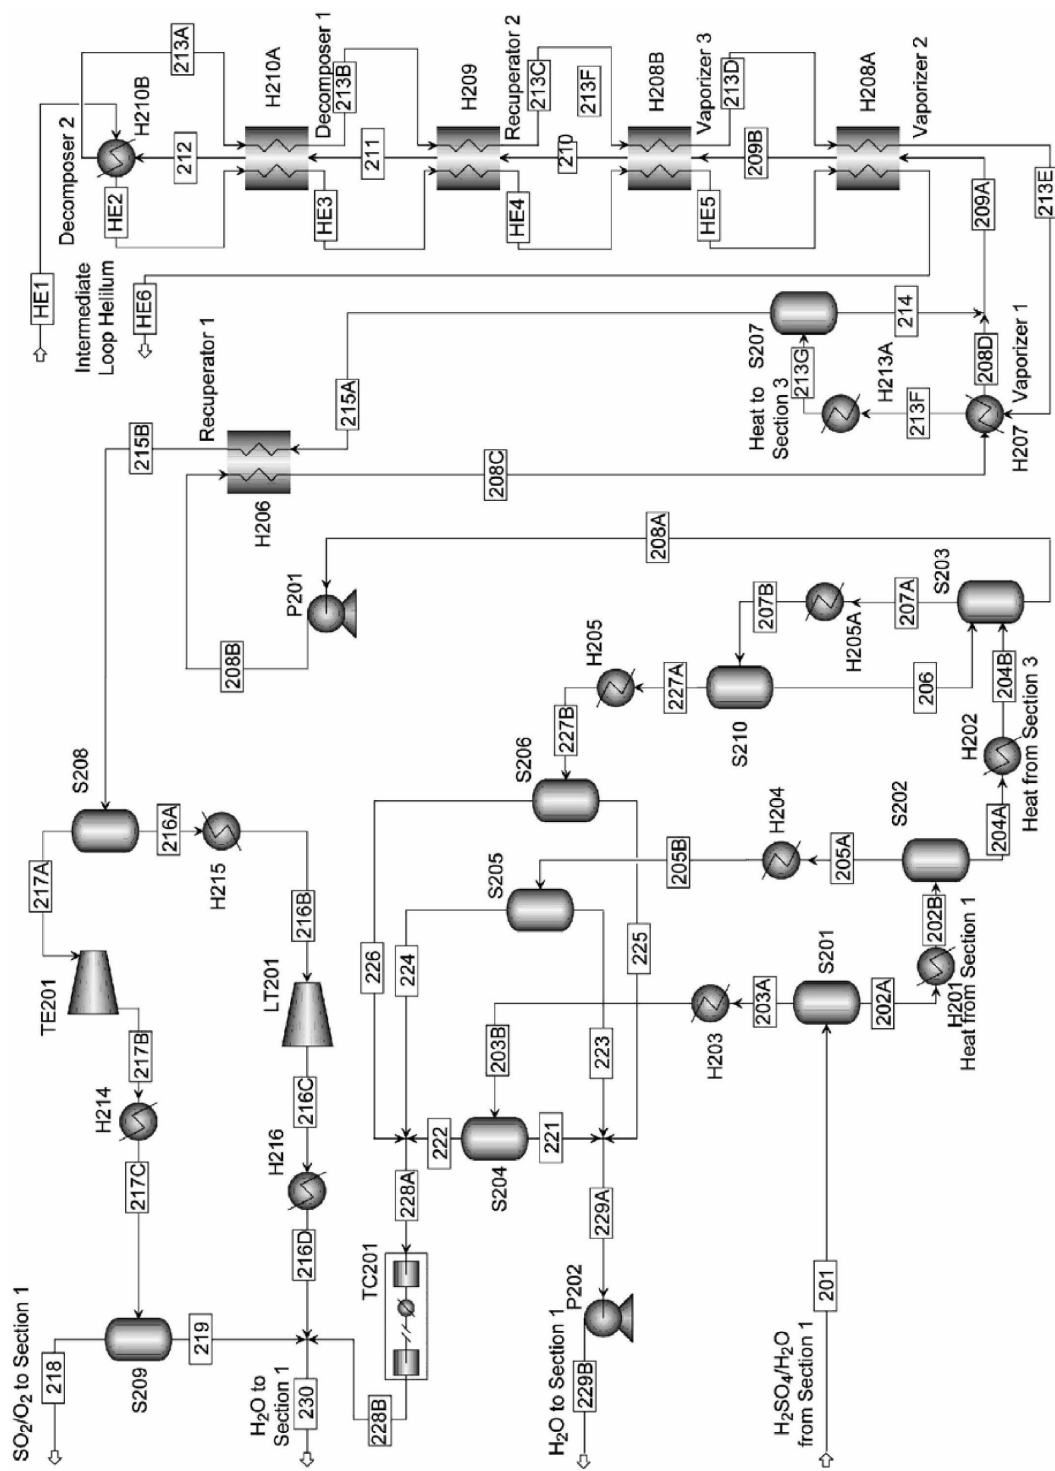 SO2/O2 to Section 1
218
217A
HE1
Decomposer 2
TE201
S208
Intermediate
Loop Helilum
HE2
213A
S209
217C
H214
217B
216A
215B
HE6
H210B
212
219
H215
Recuperator 1
H210A
H2O to
Section 1
230
216D
H216
216C
LT201
216B
208B
P201
H206
HE3
Decomposer 1
213B
228B
TC201
228A
226
215A
211
222
224
HE4
H209
S204
S205
208C
Recuperator 2
213C
H2O to Section 1
229B
P202
229A
221
203B
223
S206
227B
H205
210
213F
225
205B
208A
HE5
H208B
H203
S210
227A
207B
Heat to
Section 3
S207
213G
Vaporizer 3
213D
203A
H204
209B
H2SO4/H2O
from Section 1
201
S201
205A
H205A
207A
H213A
H208A
202A
S202
206
213F
214
H201
Heat from Section 1
202B
S203
Vaporizer 2
204A
H202
204B
H207
208D
209A
Heat from Section 3
Vaporizer 1
213E